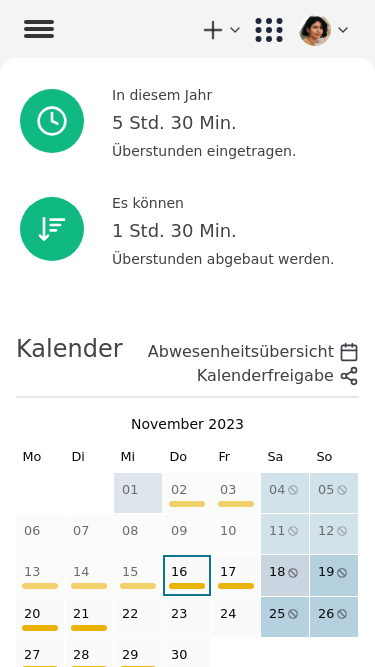 In diesem Jahr
5 Std. 30 Min.
Überstunden eingetragen.
Es können
1 Std. 30 Min.
Überstunden abgebaut werden.
Kalender
Abwesenheitsübersicht
Kalenderfreigabe
November 2023
Mo Di Mi Do Fr Sa So
01 02 03 04 05
06 07 08 09 10 11 12
13 14 15 16 17 18 19
20 21 22 23 24 25 26
27 28 29 30